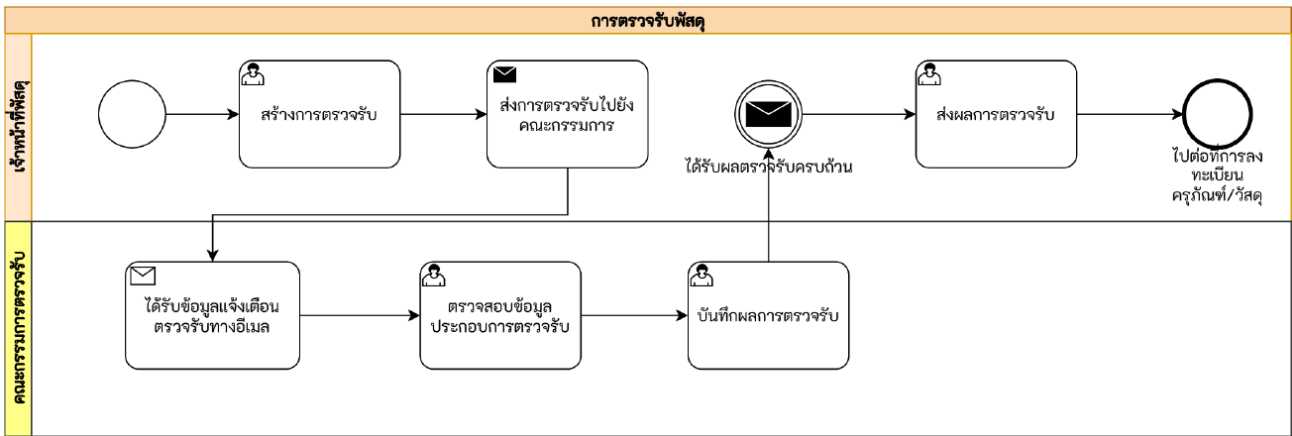 การตรวจรับพัสดุ
เจ้าหน้าที่พัสดุ
สร้างการตรวจรับ
ส่งการตรวจรับไปยัง
คณะกรรมการ
ได้รับผลตรวจรับครบถ้วน
ส่งผลการตรวจรับ
ไปต่อที่การลง
ทะเบียน
ครุภัณฑ์/วัสดุ
คณะกรรมการตรวจรับ
ได้รับข้อมูลแจ้งเตือน
ตรวจรับทางอีเมล
ตรวจสอบข้อมูล
ประกอบการตรวจรับ
บันทึกผลการตรวจรับ